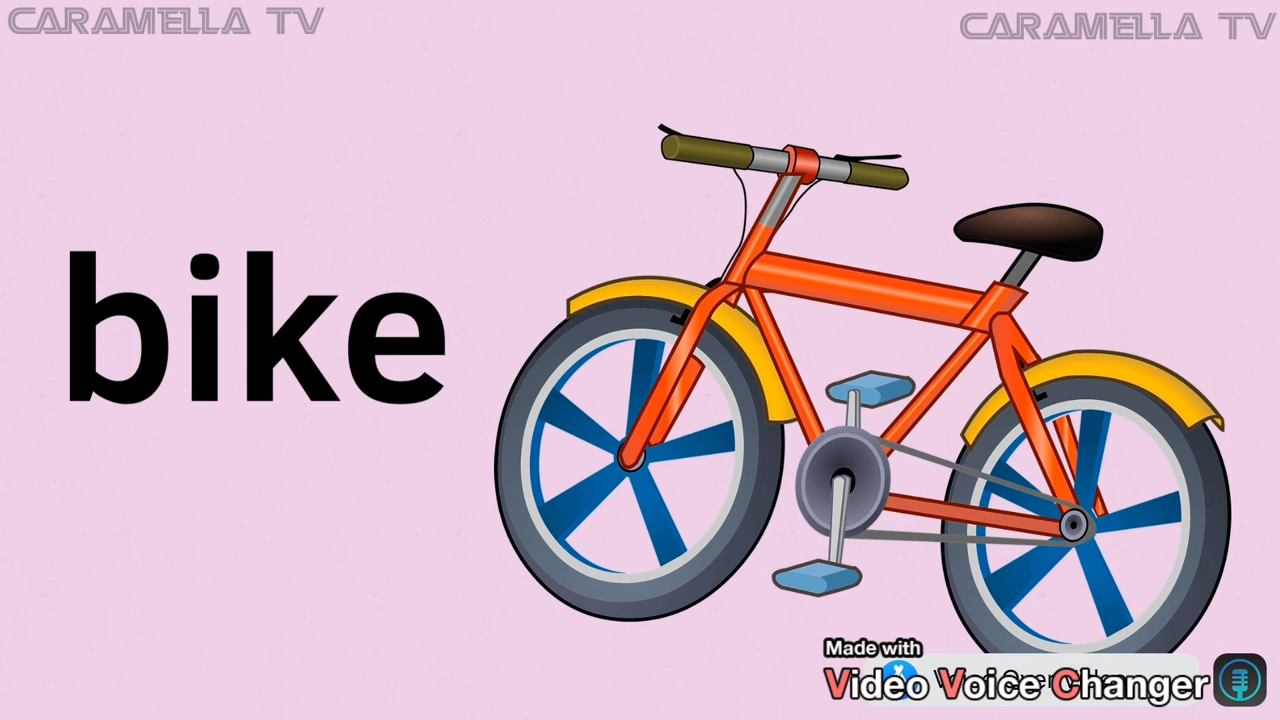 CARAMELLA TV
CARAMELLA TV
bike
Made with
Video Voice Changer